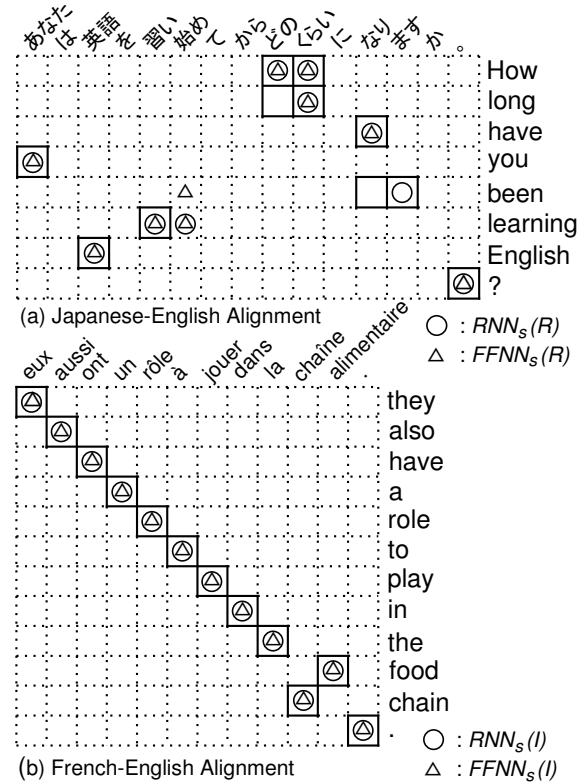 あなた は 英語 を 習い 始め て から どの くらい に なり ます か 。
How
long
have
you
been
learning
English
?
(a) Japanese-English Alignment
○ : RNNs(R)
△ : FFNNs(R)
eux aussi ont un rôle a jouer dans la chaîne alimentaire .
they
also
have
a
role
to
play
in
the
food
chain
.
(b) French-English Alignment
○ : RNNs(I)
△ : FFNNs(I)